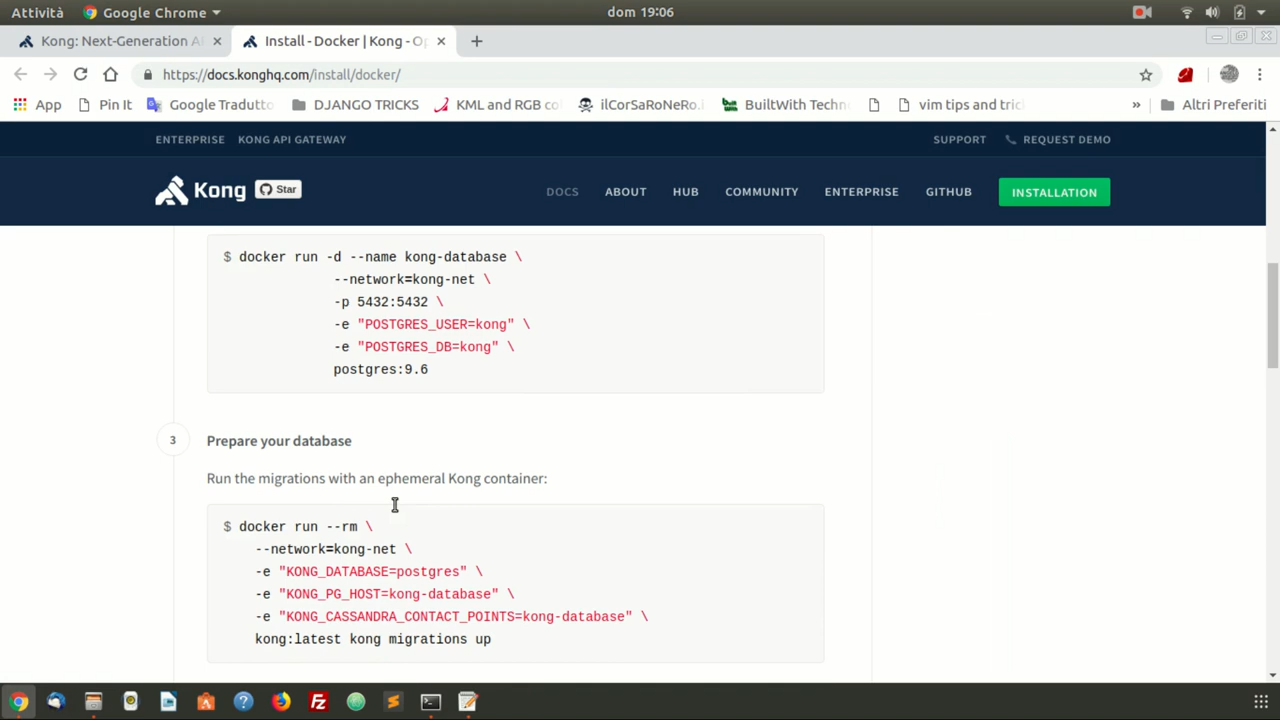 Attività
Google Chrome
dom 19:06
Kong: Next-Generation A
Install - Docker | Kong - Op
https://docs.konghq.com/install/docker/
App
Pin It
Google Tradutto
DJANGO TRICKS
KML and RGB co
ilCorSaRoNeRo.i
BuiltWith Techn
vim tips and tric
»
Altri Preferiti
ENTERPRISE
KONG API GATEWAY
SUPPORT
REQUEST DEMO
Kong
Star
DOCS
ABOUT
HUB
COMMUNITY
ENTERPRISE
GITHUB
INSTALLATION
$ docker run -d --name kong-database \
--network=kong-net \
-p 5432:5432 \
-e "POSTGRES_USER=kong" \
-e "POSTGRES_DB=kong" \
postgres:9.6
3
Prepare your database
Run the migrations with an ephemeral Kong container:
$ docker run --rm \
--network=kong-net \
-e "KONG_DATABASE=postgres" \
-e "KONG_PG_HOST=kong-database" \
-e "KONG_CASSANDRA_CONTACT_POINTS=kong-database" \
kong:latest kong migrations up